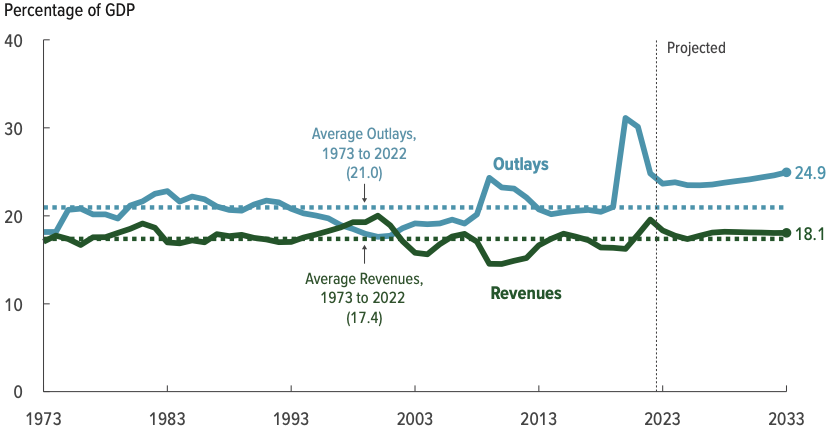 Percentage of GDP
40
Projected
30
Average Outlays,
1973 to 2022
(21.0)
Outlays
24.9
20
18.1
Average Revenues,
1973 to 2022
(17.4)
Revenues
10
0
1973
1983
1993
2003
2013
2023
2033